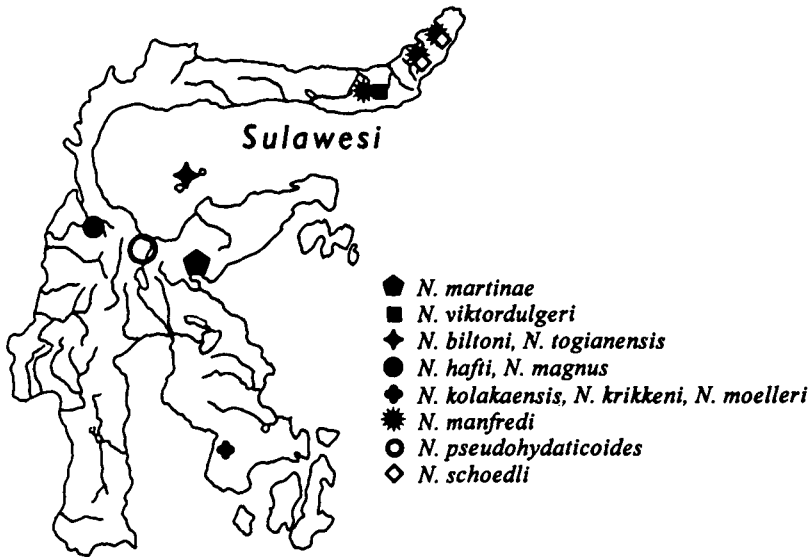 Sulawesi
N. martinae
N. viktordulgeri
N. biltoni, N. togianensis
N. hafti, N. magnus
N. kolakaensis, N. krikkeni, N. moelleri
N. manfredi
N. pseudohydaticoides
N. schoedli